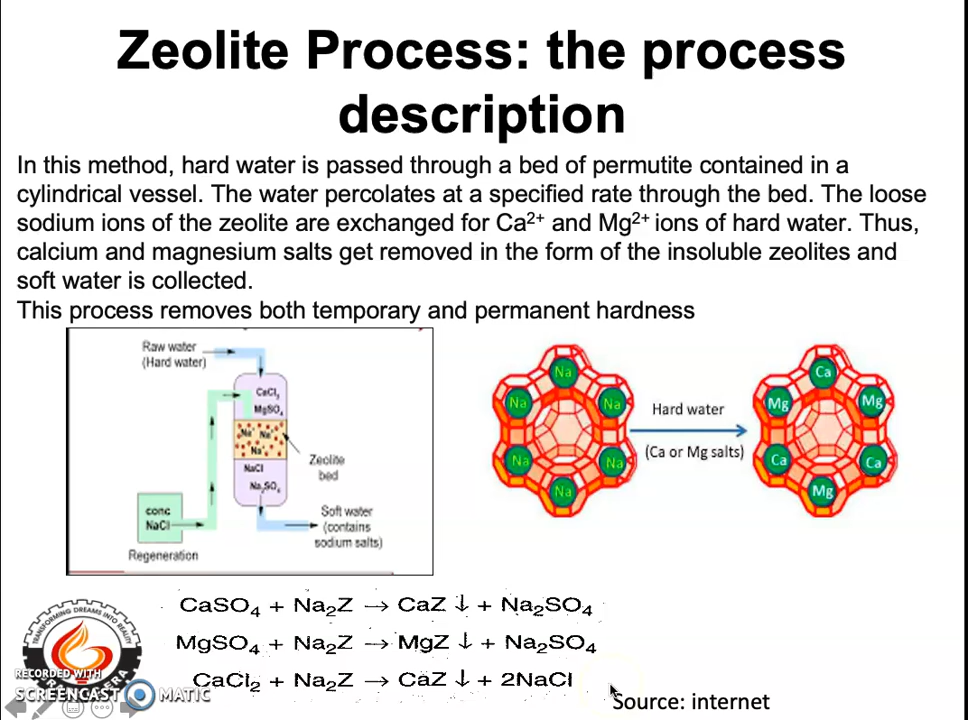 Zeolite Process: the process
description
In this method, hard water is passed through a bed of permutite contained in a
cylindrical vessel. The water percolates at a specified rate through the bed. The loose
sodium ions of the zeolite are exchanged for Ca²⁺ and Mg²⁺ ions of hard water. Thus,
calcium and magnesium salts get removed in the form of the insoluble zeolites and
soft water is collected.
This process removes both temporary and permanent hardness
Raw water
(Hard water)
CaCl₂
MgSO₄
Na⁺ Na⁺
Na⁺
NaCl
Na₂SO₄
Zeolite
bed
conc
NaCl
Regeneration
Soft water
(contains
sodium salts)
Na
Na
Na
Na
Na
Na
Hard water
(Ca or Mg salts)
Ca
Mg
Mg
Ca
Ca
Mg
CaSO₄ + Na₂Z → CaZ ↓ + Na₂SO₄
MgSO₄ + Na₂Z → MgZ ↓ + Na₂SO₄
CaCl₂ + Na₂Z → CaZ ↓ + 2NaCl
TRANSFORMING DREAMS INTO REALITY
RECORDED WITH
SCREENCAST MATIC
Source: internet